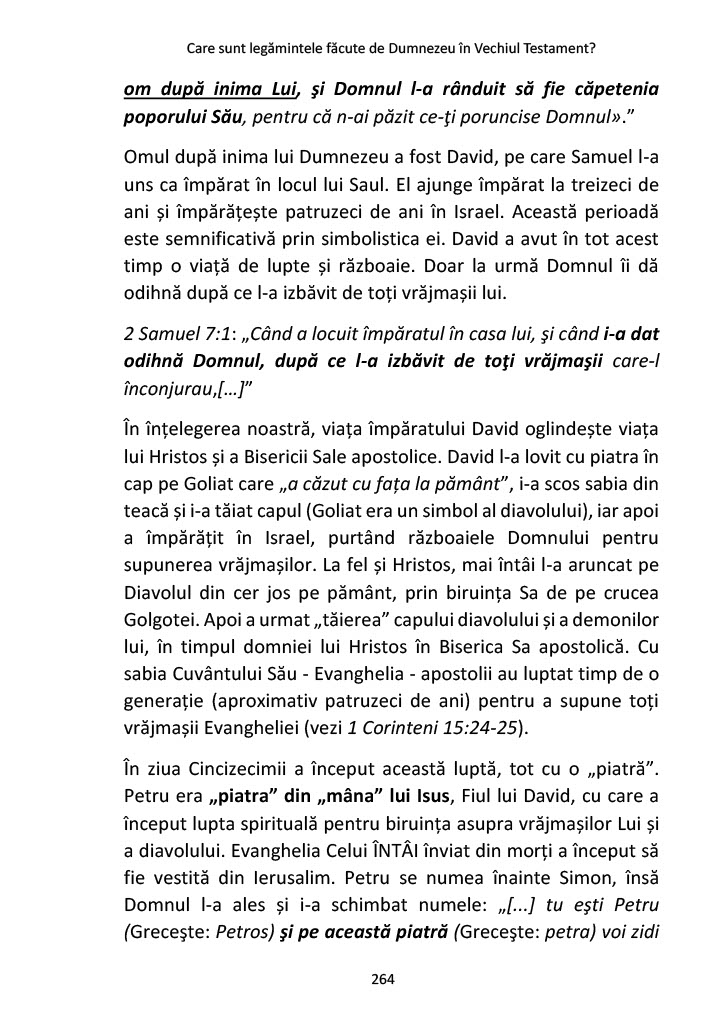 Care sunt legămintele făcute de Dumnezeu în Vechiul Testament?
om după inima Lui, şi Domnul l-a rânduit să fie căpetenia
poporului Său, pentru că n-ai păzit ce-ţi poruncise Domnul».”
Omul după inima lui Dumnezeu a fost David, pe care Samuel l-a
uns ca împărat în locul lui Saul. El ajunge împărat la treizeci de
ani și împărățește patruzeci de ani în Israel. Această perioadă
este semnificativă prin simbolistica ei. David a avut în tot acest
timp o viață de lupte și războaie. Doar la urmă Domnul îi dă
odihnă după ce l-a izbăvit de toți vrăjmașii lui.
2 Samuel 7:1: „Când a locuit împăratul în casa lui, şi când i-a dat
odihnă Domnul, după ce l-a izbăvit de toţi vrăjmaşii care-l
înconjurau,[…]”
În înțelegerea noastră, viața împăratului David oglindește viața
lui Hristos și a Bisericii Sale apostolice. David l-a lovit cu piatra în
cap pe Goliat care „a căzut cu fața la pământ”, i-a scos sabia din
teacă și i-a tăiat capul (Goliat era un simbol al diavolului), iar apoi
a împărățit în Israel, purtând războaiele Domnului pentru
supunerea vrăjmașilor. La fel și Hristos, mai întâi l-a aruncat pe
Diavolul din cer jos pe pământ, prin biruința Sa de pe crucea
Golgotei. Apoi a urmat „tăierea” capului diavolului și a demonilor
lui, în timpul domniei lui Hristos în Biserica Sa apostolică. Cu
sabia Cuvântului Său - Evanghelia - apostolii au luptat timp de o
generație (aproximativ patruzeci de ani) pentru a supune toți
vrăjmașii Evangheliei (vezi 1 Corinteni 15:24-25).
În ziua Cincizecimii a început această luptă, tot cu o „piatră”.
Petru era „piatra” din „mâna” lui Isus, Fiul lui David, cu care a
început lupta spirituală pentru biruința asupra vrăjmașilor Lui și
a diavolului. Evanghelia Celui ÎNTÂI înviat din morți a început să
fie vestită din Ierusalim. Petru se numea înainte Simon, însă
Domnul l-a ales și i-a schimbat numele: „[...] tu eşti Petru
(Greceşte: Petros) şi pe această piatră (Greceşte: petra) voi zidi
264